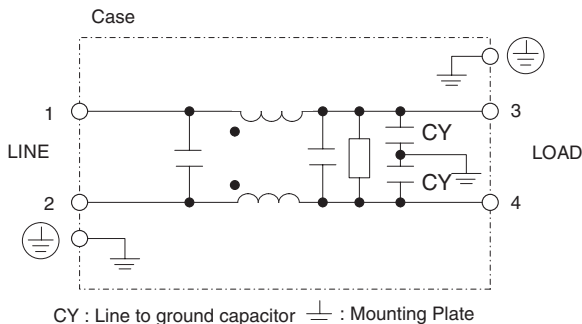 Case
1
3
CY
LINE
LOAD
CY
2
4
CY : Line to ground capacitor : Mounting Plate